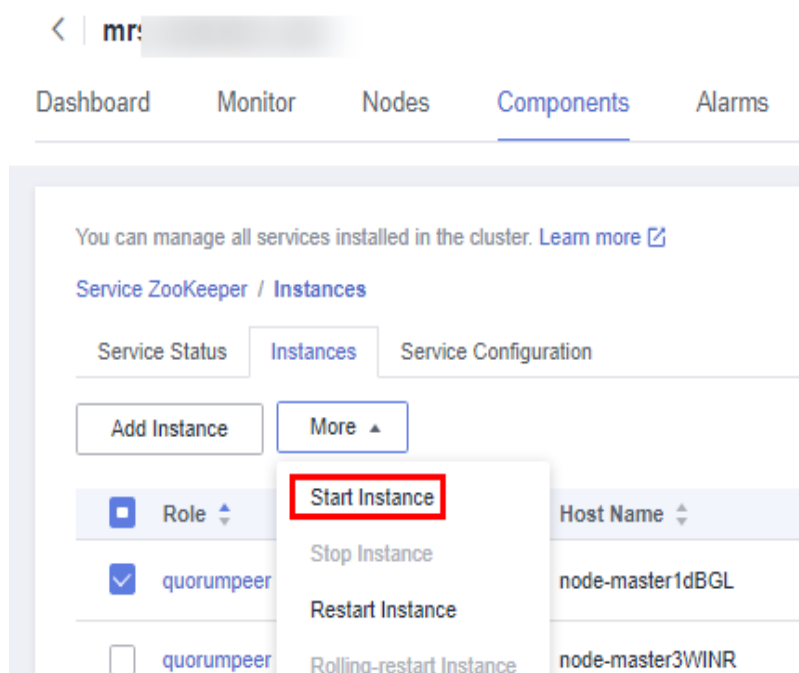 mrs
Dashboard Monitor Nodes Components Alarms
You can manage all services installed in the cluster. Learn more
Service ZooKeeper / Instances
Service Status Instances Service Configuration
Add Instance More
Start Instance
Role Host Name
Stop Instance
quorumpeer node-master1dBGL
Restart Instance
quorumpeer node-master3WINR
Rolling-restart Instance